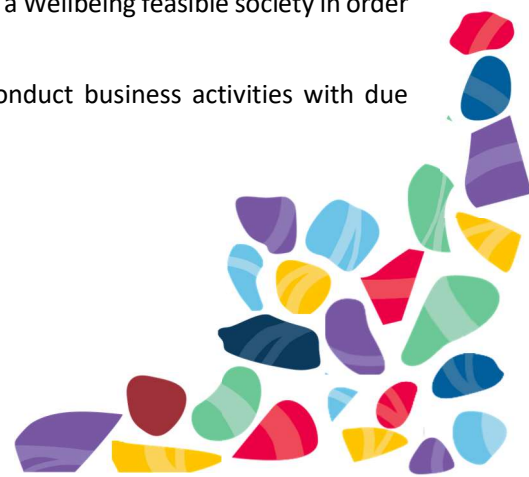 a Wellbeing feasible society in order
onduct business activities with due